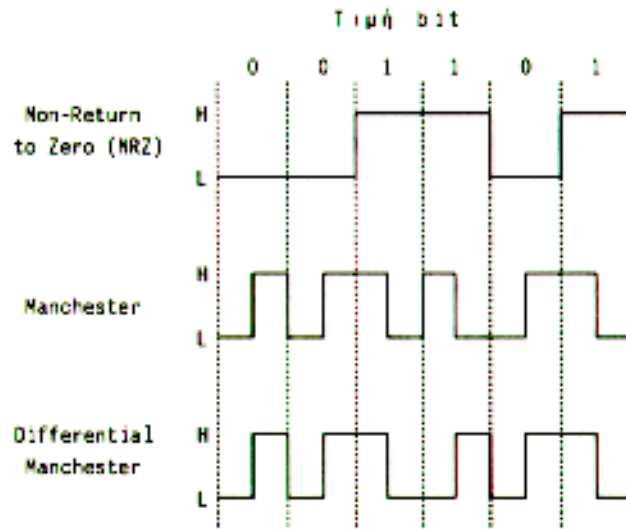 Τιμή bit
0 0 1 1 0 1
Non-Return
to Zero (NRZ)
H
L
Manchester
H
L
Differential
Manchester
H
L